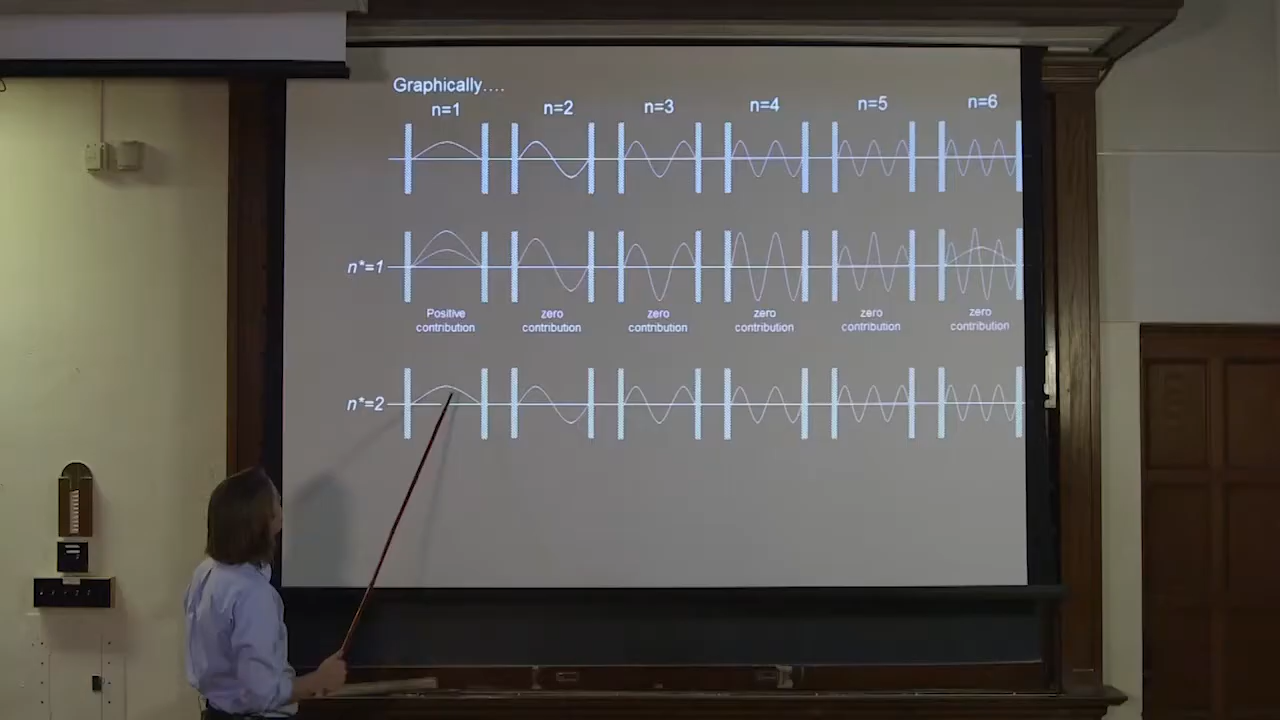 Graphically....
n=1 n=2 n=3 n=4 n=5 n=6
n*=1
Positive contribution
zero contribution
zero contribution
zero contribution
zero contribution
zero contribution
n*=2